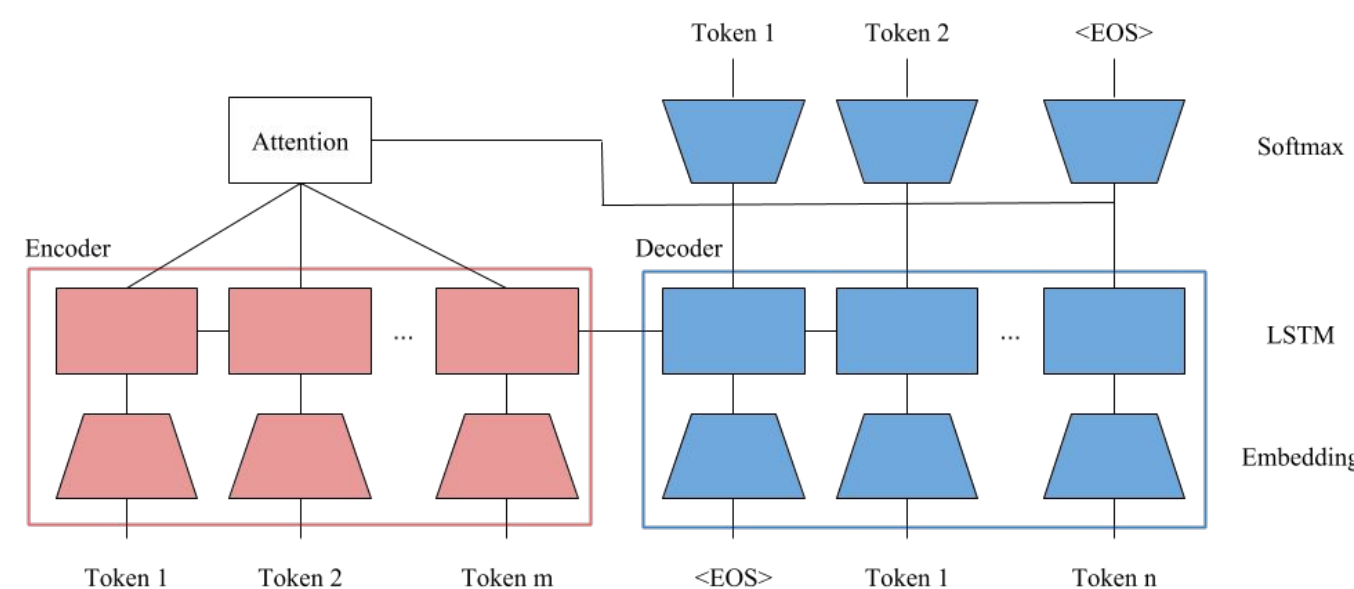 Token 1 Token 2 <EOS>
Attention
Softmax
Encoder Decoder
... ... LSTM
Embedding
Token 1 Token 2 Token m <EOS> Token 1 Token n